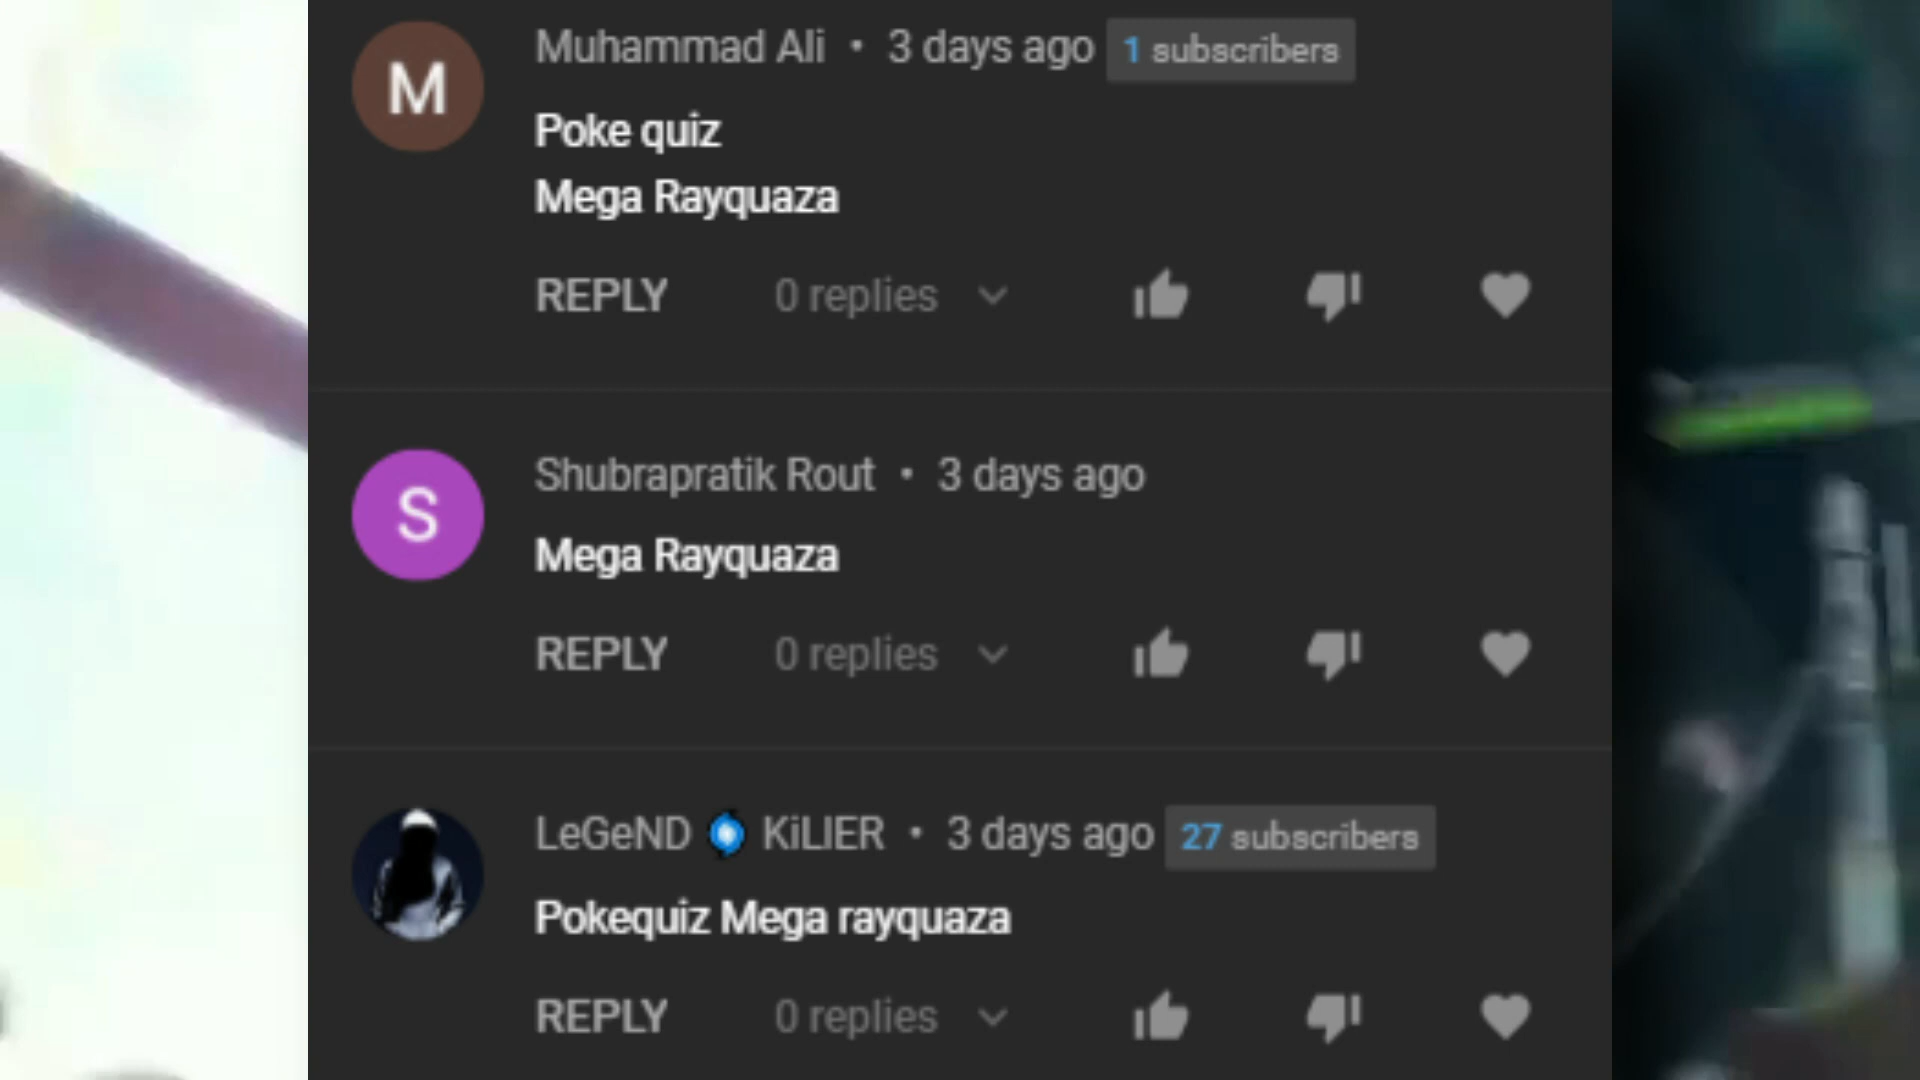 M
Muhammad Ali • 3 days ago 1 subscribers
Poke quiz
Mega Rayquaza
REPLY 0 replies
S
Shubrapratik Rout • 3 days ago
Mega Rayquaza
REPLY 0 replies
LeGeND 🌀 KiLlER • 3 days ago 27 subscribers
Pokequiz Mega rayquaza
REPLY 0 replies